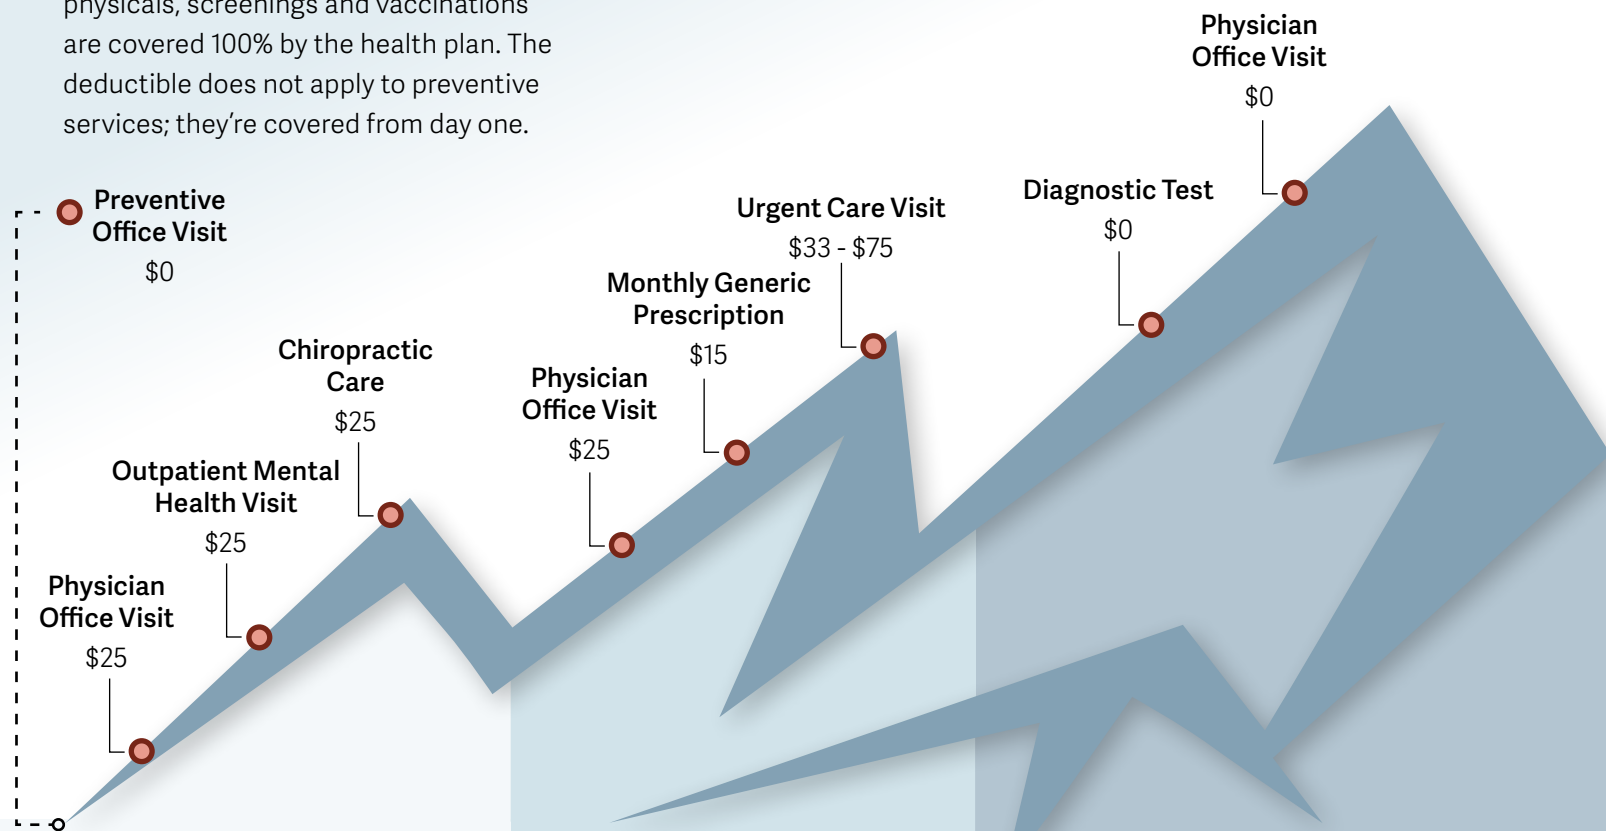 physicals, screenings and vaccinations
are covered 100% by the health plan. The
deductible does not apply to preventive
services; they’re covered from day one.
Preventive
Office Visit
$0
Physician
Office Visit
$25
Outpatient Mental
Health Visit
$25
Chiropractic
Care
$25
Physician
Office Visit
$25
Monthly Generic
Prescription
$15
Urgent Care Visit
$33 - $75
Diagnostic Test
$0
Physician
Office Visit
$0